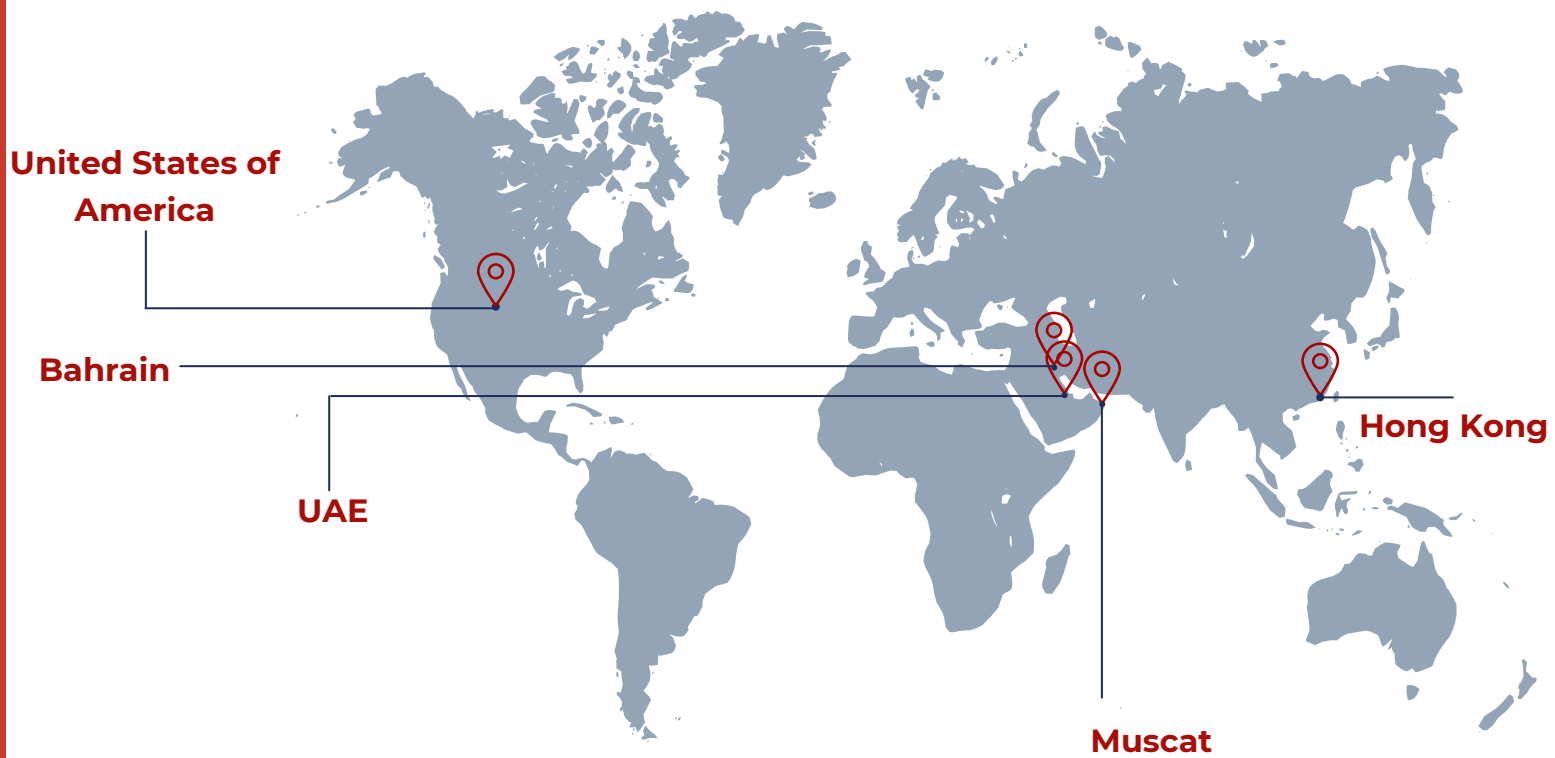 United States of
America
Bahrain
Hong Kong
UAE
Muscat